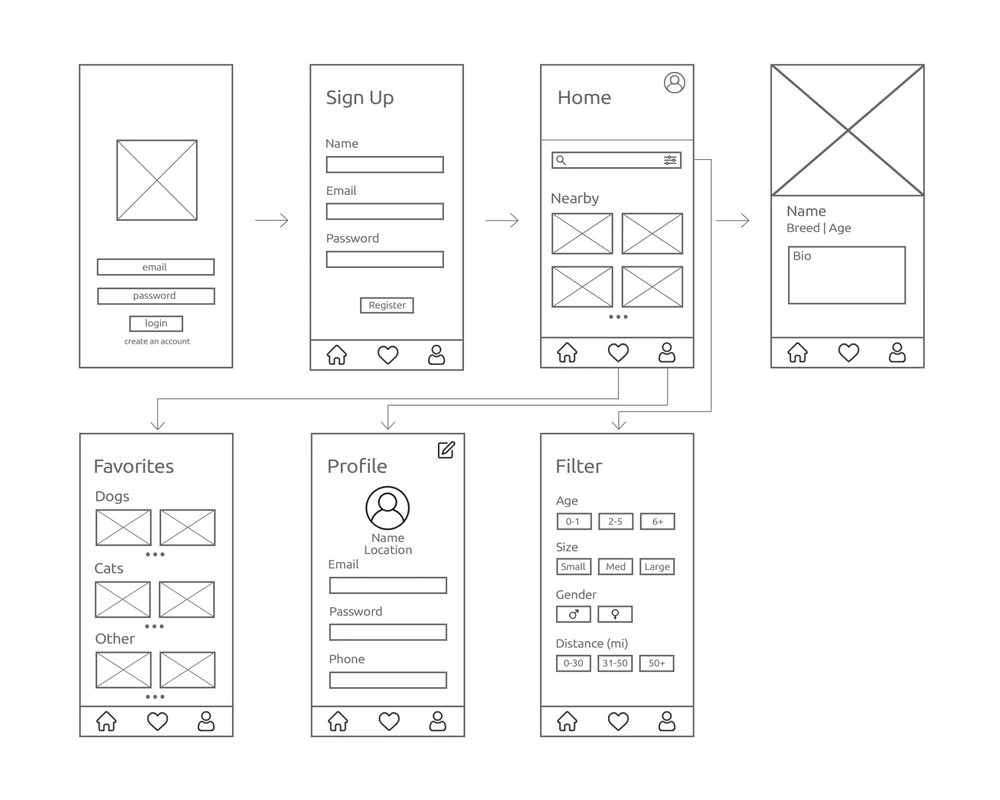 email
password
login
create an account
Sign Up
Name
Email
Password
Register
Home
Nearby
Name
Breed | Age
Bio
Favorites
Dogs
Cats
Other
Profile
Name
Location
Email
Password
Phone
Filter
Age
0-1 2-5 6+
Size
Small Med Large
Gender
♂ ♀
Distance (mi)
0-30 31-50 50+